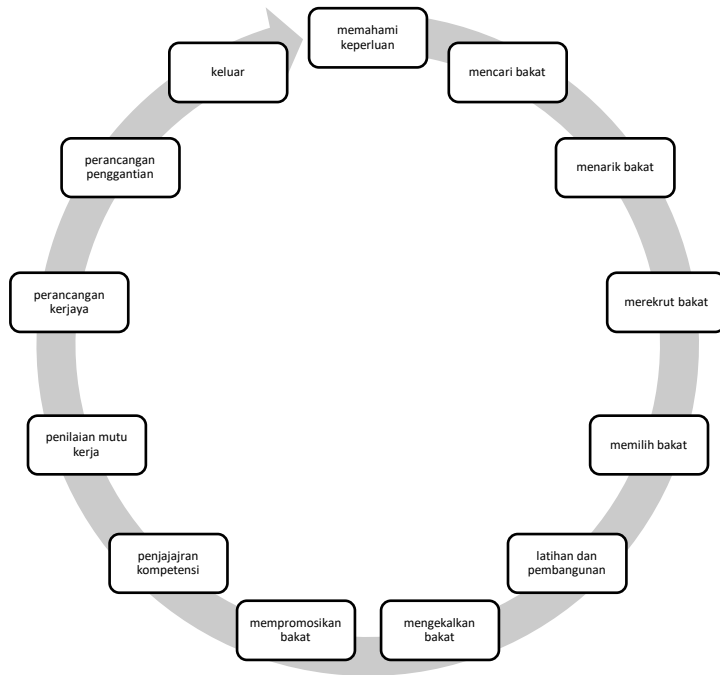 memahami
keperluan
mencari bakat
menarik bakat
merekrut bakat
memilih bakat
latihan dan
pembangunan
mengekalkan
bakat
mempromosikan
bakat
penjajajran
kompetensi
penilaian mutu
kerja
perancangan
kerjaya
perancangan
penggantian
keluar